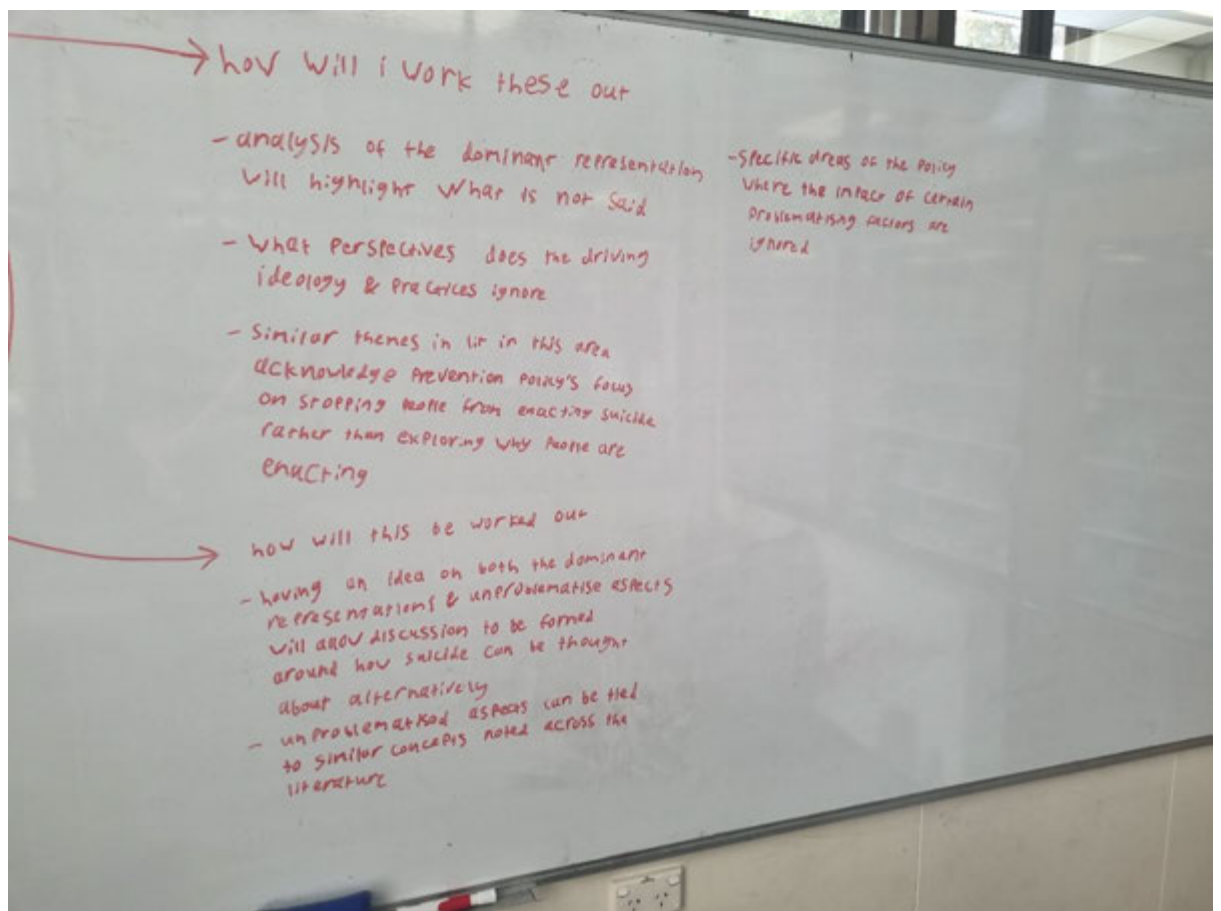 how will i work these out
- analysis of the dominant representation
will highlight what is not said
- what perspectives does the driving
ideology & practices ignore
- Similar themes in lit in this area
acknowledge prevention policy's focus
on stopping people from enacting suicide
rather than exploring why people are
enacting
- Specific areas of the policy
where the impact of certain
problematising factors are
ignored
how will this be worked out
- having an idea on both the dominant
representations & unproblematise aspects
will allow discussion to be formed
around how suicide can be thought
about alternatively
- unproblematised aspects can be tied
to similar concepts noted across the
literature